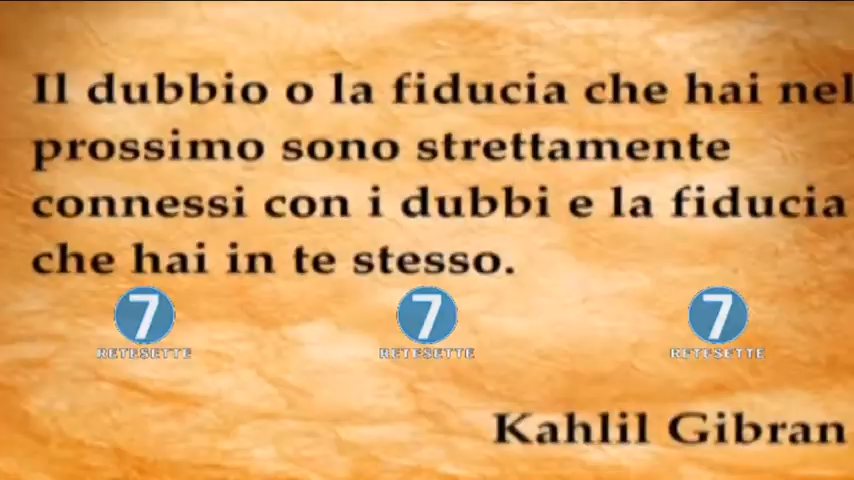 Il dubbio o la fiducia che hai nel
prossimo sono strettamente
connessi con i dubbi e la fiducia
che hai in te stesso.
7 7 7
RETESETTE RETESETTE RETESETTE
Kahlil Gibran